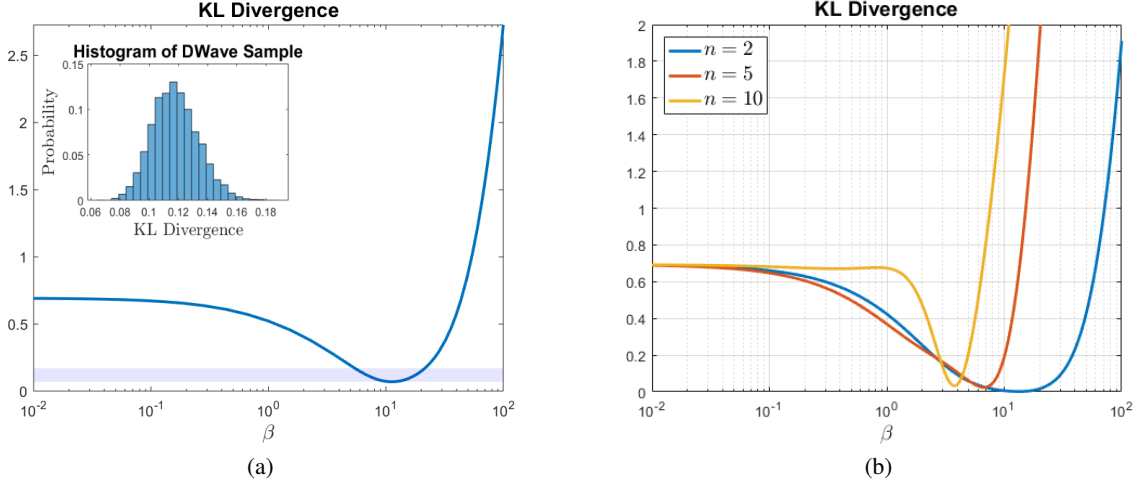 KL Divergence
2.5
2
1.5
1
0.5
0
10^-2
10^-1
10^0
10^1
10^2
β
Histogram of DWave Sample
0.15
0.1
0.05
0
Probability
0.06 0.08 0.1 0.12 0.14 0.16 0.18
KL Divergence
(a)
KL Divergence
n = 2
n = 5
n = 10
2
1.8
1.6
1.4
1.2
1
0.8
0.6
0.4
0.2
0
10^-2
10^-1
10^0
10^1
10^2
β
(b)